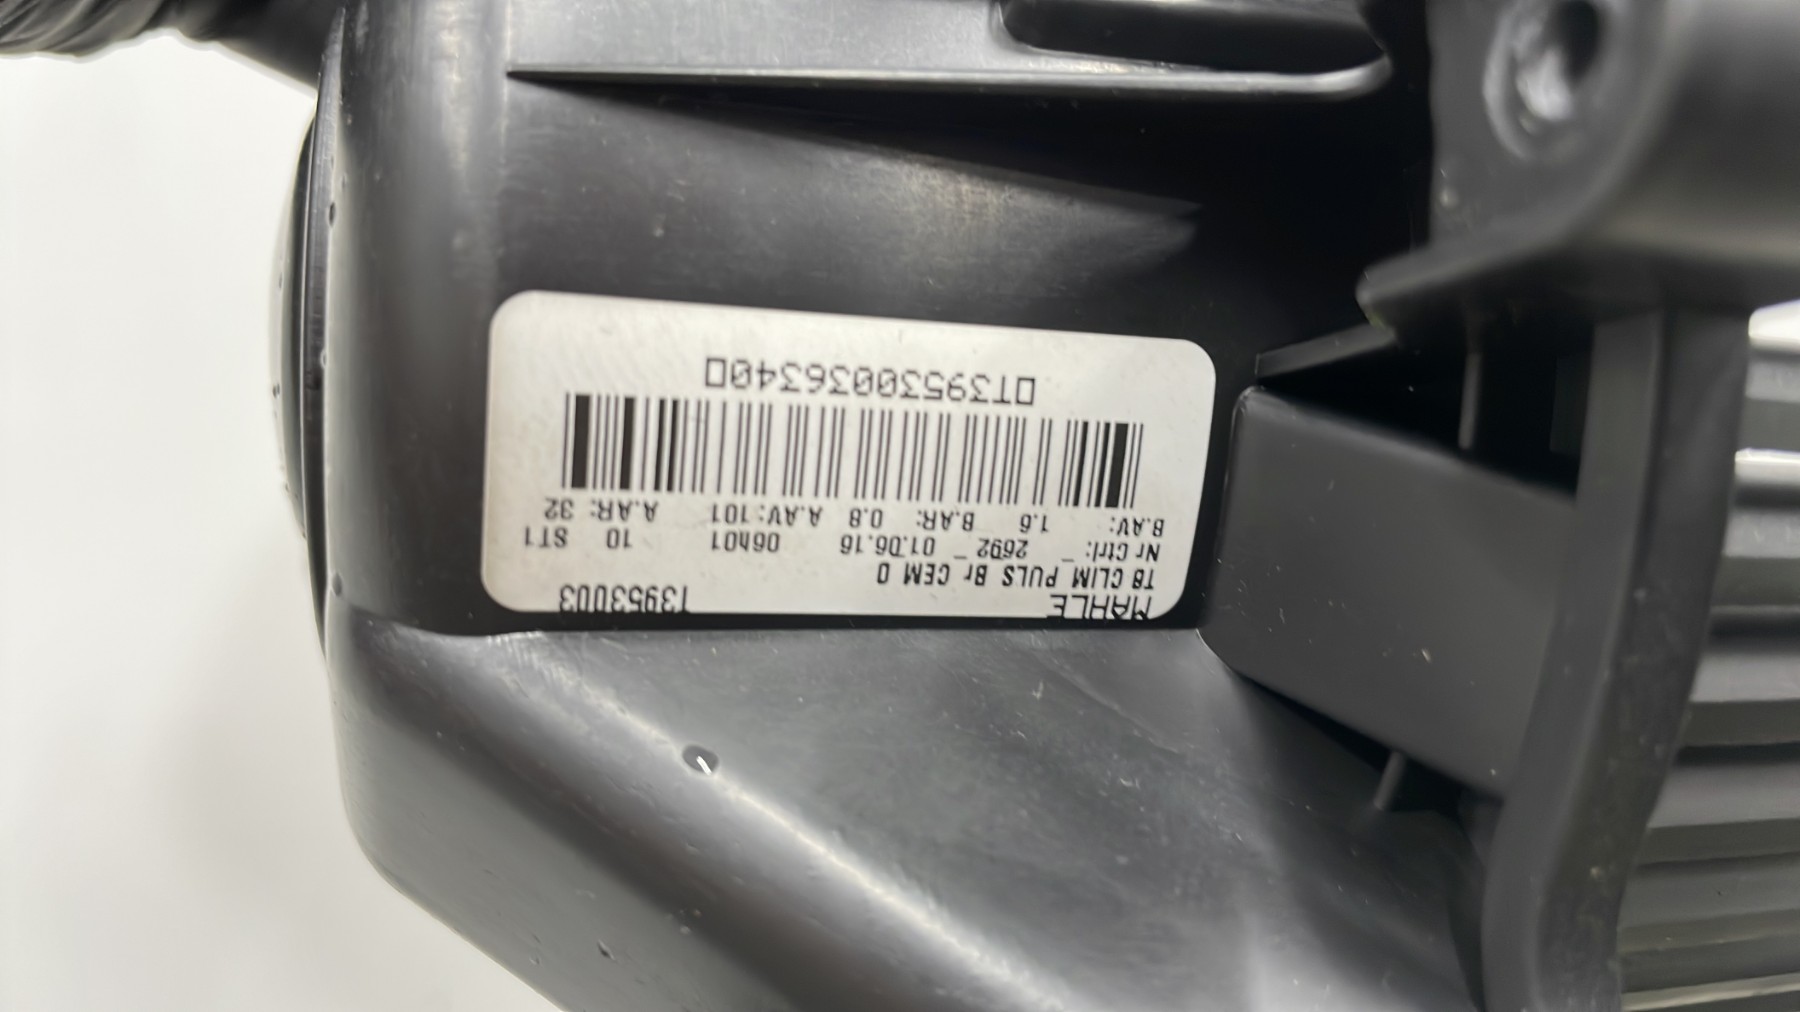 MAHLE T3953003
T8 CLIM PULS Br CEM 0
Nr Ctrl: _ 2692 _ 01.06.16 06h01 10 ST1
B.AV: 1.6 B.AR: 0.8 A.AV:101 A.AR: 32
□T39530036340□